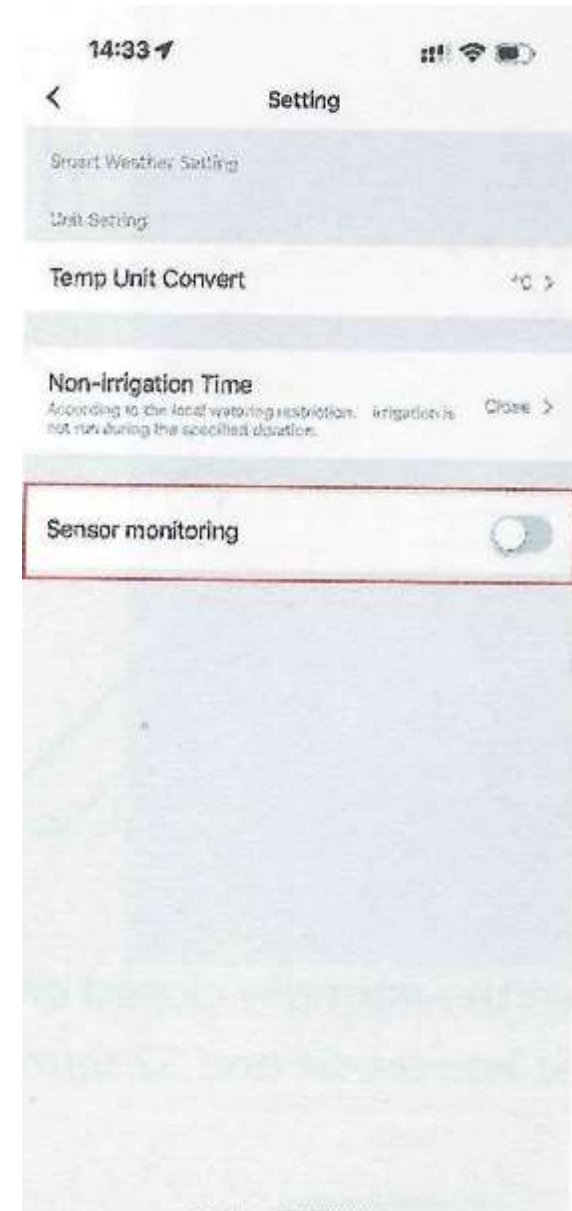 14:33
Setting
Smart Weather Setting
Unit Setting
Temp Unit Convert °C >
Non-irrigation Time
According to the local watering restriction, irrigation is Close >
not run during the specified duration.
Sensor monitoring